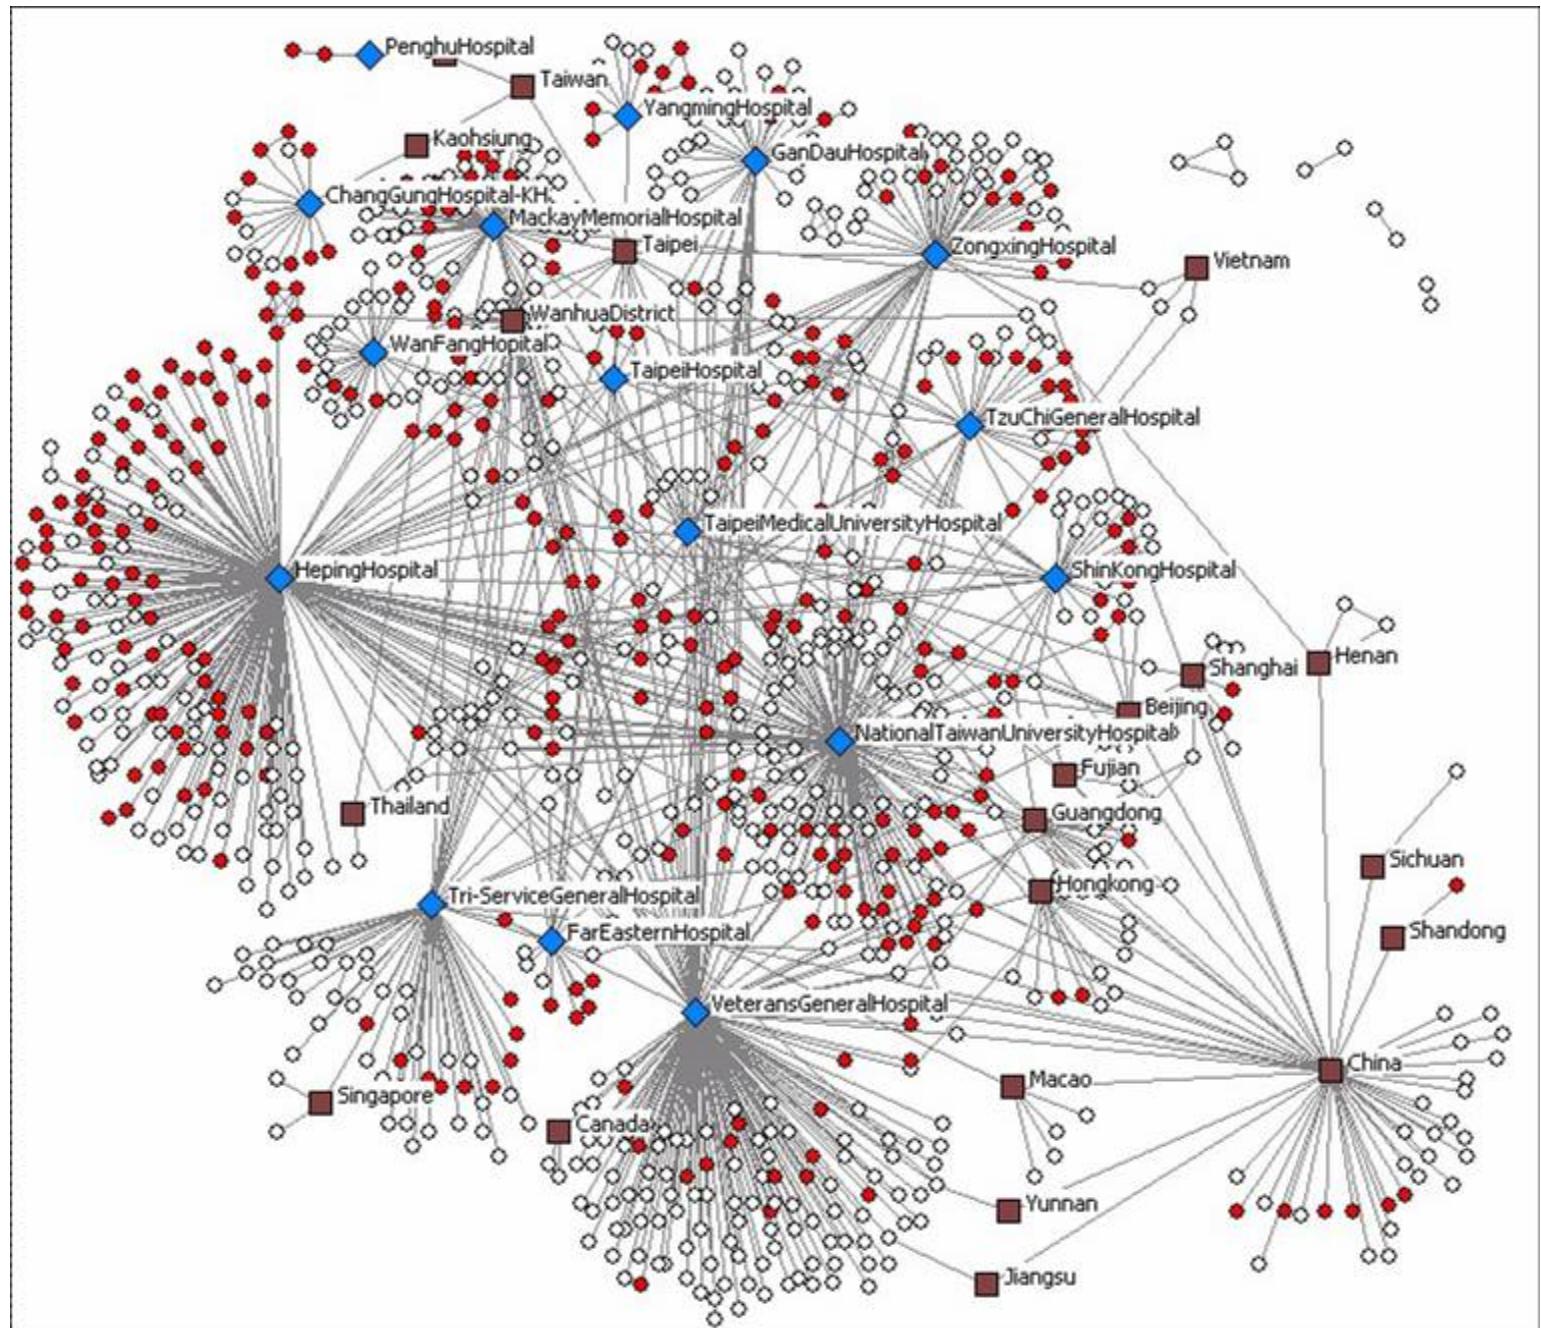 PenghuHospital
Taiwan
YangmingHospital
Kaohsiung
GanDauHospital
ChangGungHospital-KH
MackayMemorialHospital
Taipei
ZongxingHospital
Vietnam
WanhuaDistrict
WanFangHopital
TaipeiHospital
TzuChiGeneralHospital
TaipeiMedicalUniversityHospital
HepingHospital
ShinKongHospital
Shanghai
Henan
Beijing
NationalTaiwanUniversityHospital
Fujian
Thailand
Guangdong
Sichuan
Hongkong
Tri-ServiceGeneralHospital
Shandong
FarEasternHospital
VeteransGeneralHospital
China
Macao
Singapore
Canada
Yunnan
Jiangsu